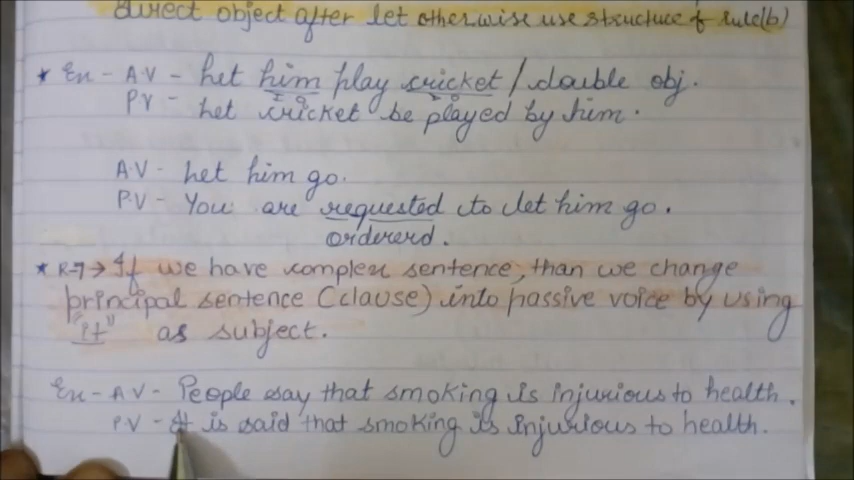 direct object after let otherwise use structure of rule(b)
* Ex - A.V - Let him play cricket / double obj.
I O
D O
P.V - Let cricket be played by him.
A.V - Let him go.
P.V - You are requested to let him go.
ordererd.
* R-7 → If we have complex sentence, than we change
principal sentence (clause) into passive voice by using
"it" as subject.
Ex - A V - People say that smoking is injurious to health.
P.V - It is said that smoking is injurious to health.